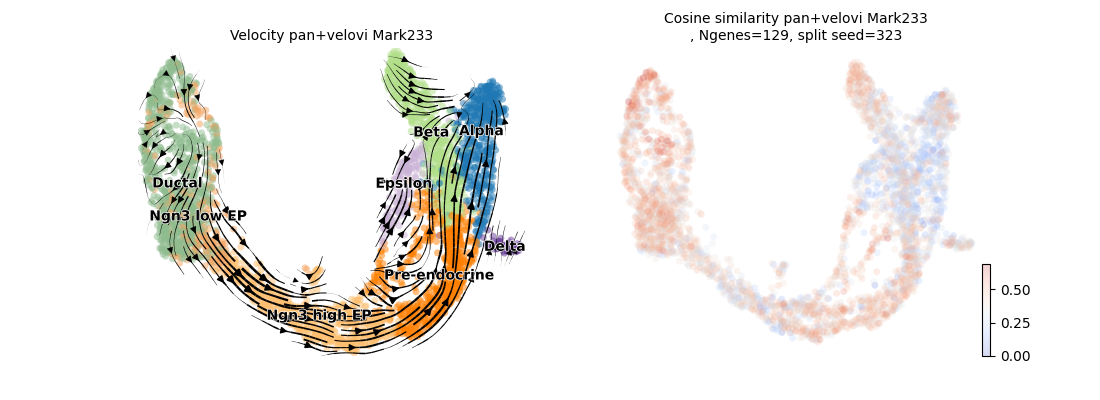 Velocity pan+velovi Mark233
Beta
Alpha
Ductal
Epsilon
Ngn3 low EP
Delta
Pre-endocrine
Ngn3 high EP
Cosine similarity pan+velovi Mark233
, Ngenes=129, split seed=323
0.50
0.25
0.00